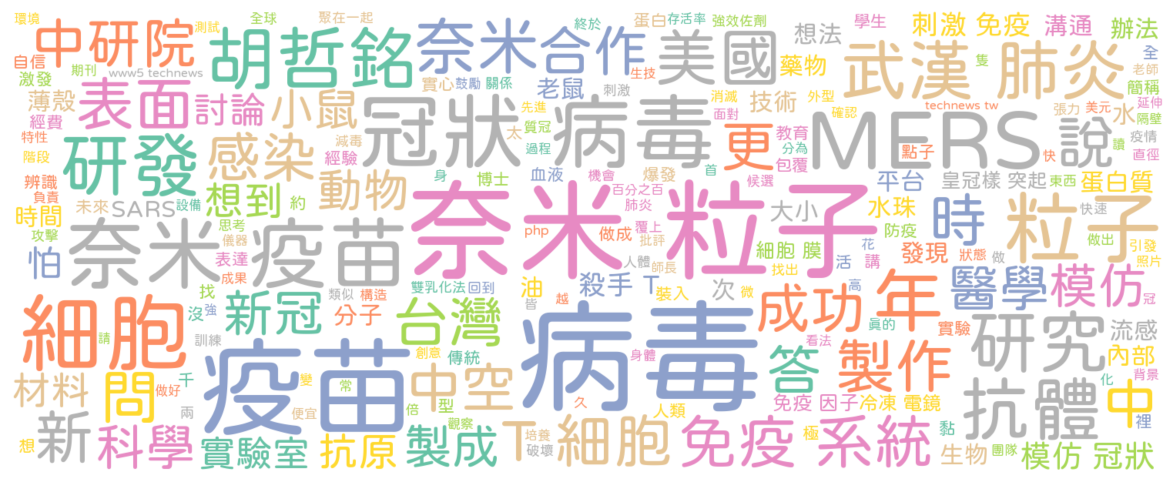 環境 聚在一起 終於 蛋白 存活率 強效佐劑 學生 刺激 免疫 溝通 辦法
測試 全球 中研院 胡哲銘 奈米 合作 美國 想法 藥物 武漢 肺炎 全
自信 期刊 www5 technews 實心 鼓勵 關係 老鼠 生技 隻 老師
激發 薄殼 表面 討論 小鼠 冠狀 病毒 刺激 先進 消滅 外型 技術 簡稱 延伸
經費 質冠 面對 確認 technews tw 張力 美元 水 隔壁
特性 研發 感染 減毒 太 過程 更 教育 分為 MERS 點子 說 讀 疫情
階段 經驗 首 包覆 快 直徑
辨識 負責 未來 SARS 設備 想到 約 動物 身 博士 血液 機會 爆發 候選 平台 皇冠樣 突起 東西 蛋白質
時間 奈米 粒子 百分之百 肺炎 大小 水珠 時 粒子 快速
攻擊 奈米 疫苗 思考 php 做成 覆上 批評 防疫 做出
怕 儀器 表達 細胞 膜 發現 狀態 做 引發
成果 人體 師長 找出 活 花 講 照片
細胞 找 類似 構造 雙乳化法 回到 油 殺手 T 裝入 次 微 成功 年 高 醫學 模仿 冠
沒 強 新冠 分子 台灣 皆 越 病毒 真的 實驗 研究 流感
請 訓練 疫苗 創意 傳統 身體 看法 內部
材料 問 做好 千 變 常 中空 答 製作 背景
兩 便宜 倍 型 久 人類 免疫 因子 冷凍 電鏡 抗體 化 中
想 新 科學 實驗室 抗原 製成 觀察 T 細胞 培養 破壞 免疫 系統 極 黏 生物 團隊 模仿 冠狀 裡